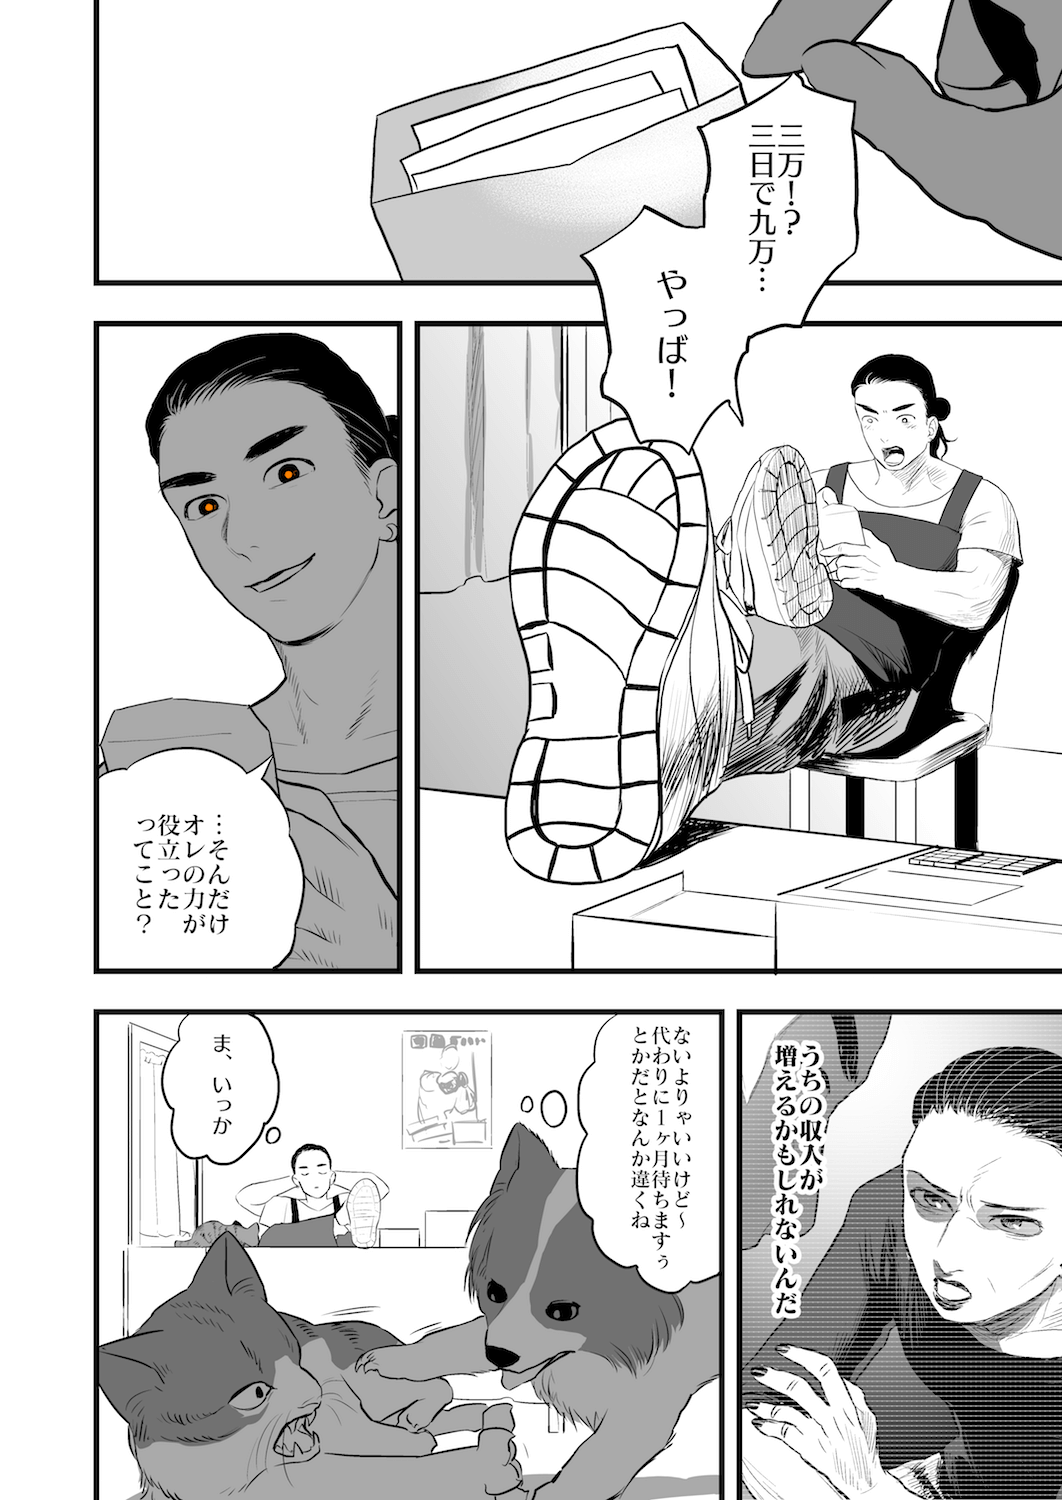 三万！？
三日で九万…
やっば！
…そんだけ
オレの力が
役立った
ってこと？
うちの収入が
増えるかもしれないんだ
ないよりゃいいけど～
代わりに１ヶ月待ちますぅ
とかだとなんか違くね
ま、いっか